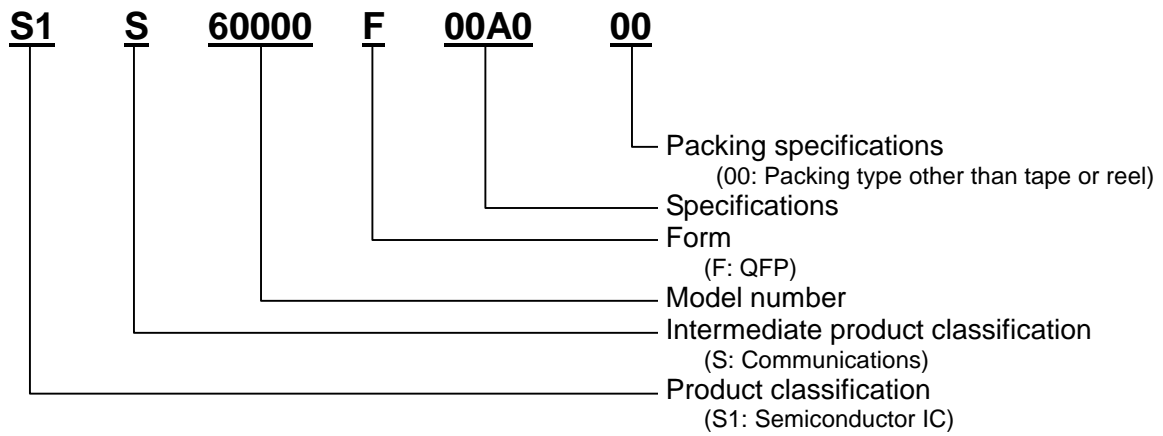 S1 S 60000 F 00A0 00
Packing specifications
(00: Packing type other than tape or reel)
Specifications
Form
(F: QFP)
Model number
Intermediate product classification
(S: Communications)
Product classification
(S1: Semiconductor IC)